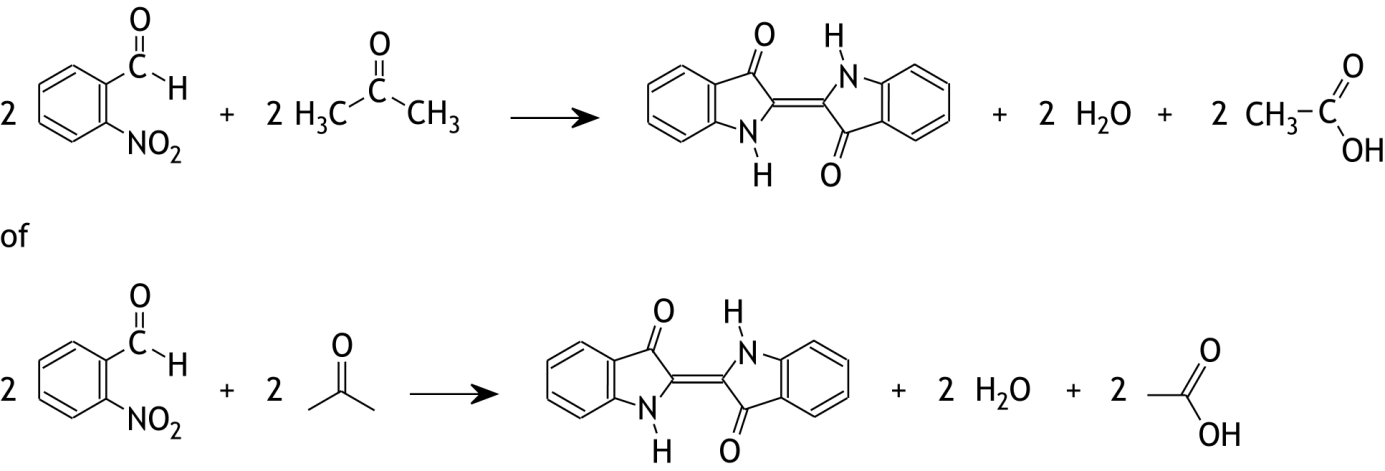 O
C H
2 NO₂ + 2 H₃C C O CH₃ O N H H N O + 2 H₂O + 2 CH₃ C O OH
of
O
C H
2 NO₂ + 2 O O N H H N O + 2 H₂O + 2 O OH